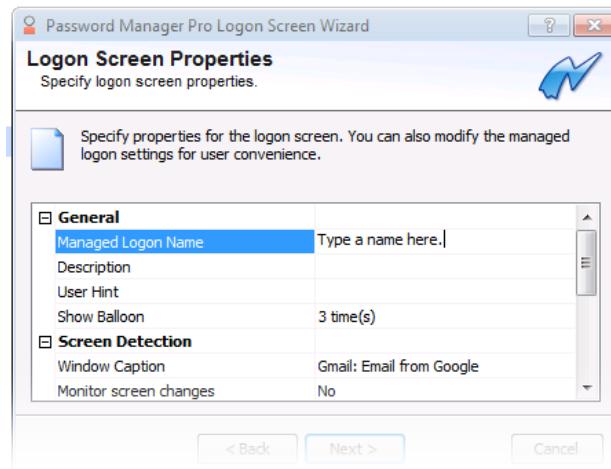 Password Manager Pro Logon Screen Wizard
Logon Screen Properties
Specify logon screen properties.
Specify properties for the logon screen. You can also modify the managed
logon settings for user convenience.
General
Managed Logon Name Type a name here.
Description
User Hint
Show Balloon 3 time(s)
Screen Detection
Window Caption Gmail: Email from Google
Monitor screen changes No
< Back Next > Cancel